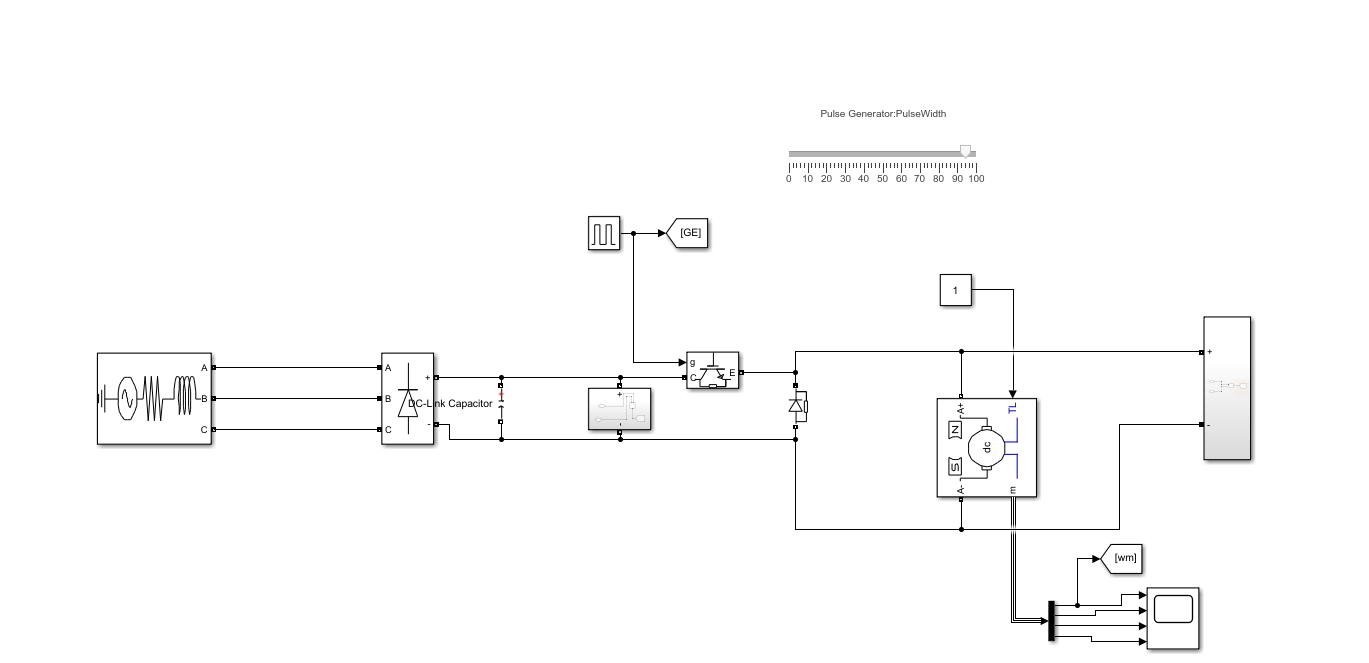 Pulse Generator:PulseWidth
0 10 20 30 40 50 60 70 80 90 100
[GE]
1
g
C
E
A
B
C
A
B
C
+
-
DC-Link Capacitor
+
+
-
+
-
A+
TL
N
dc
S
A-
m
[wm]